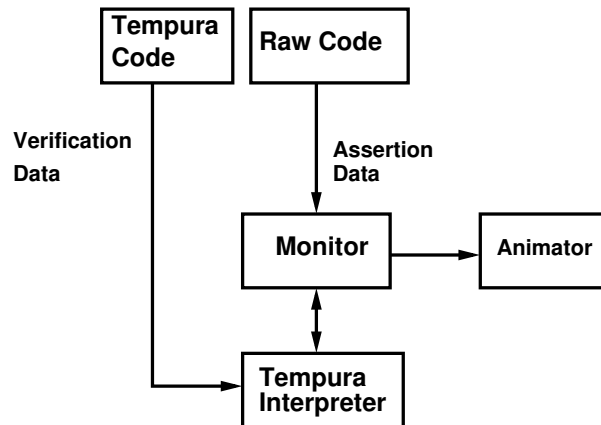 Tempura
Code
Raw Code
Verification
Data
Assertion
Data
Monitor
Animator
Tempura
Interpreter